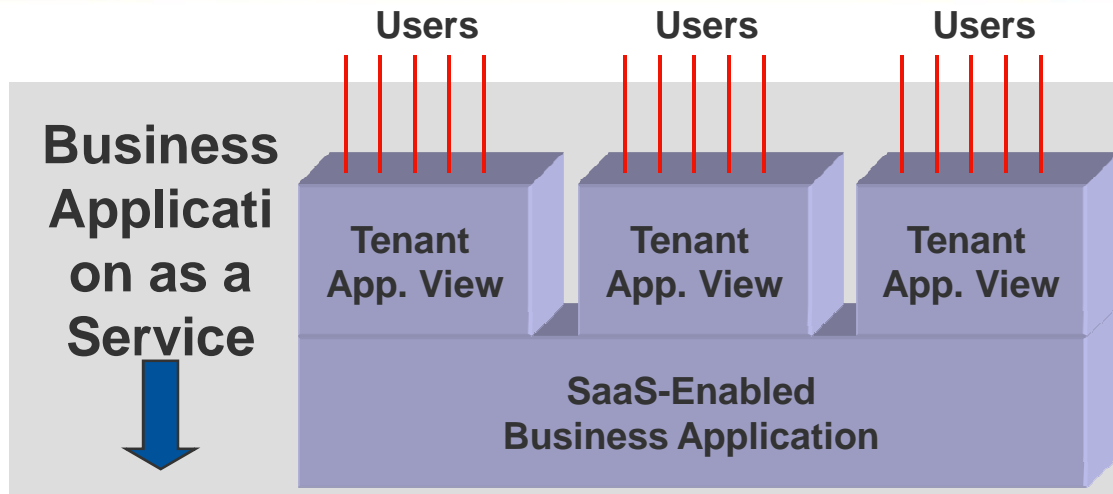 Users
Users
Users
Business
Applicati
on as a
Service
Tenant
App. View
Tenant
App. View
Tenant
App. View
SaaS-Enabled
Business Application